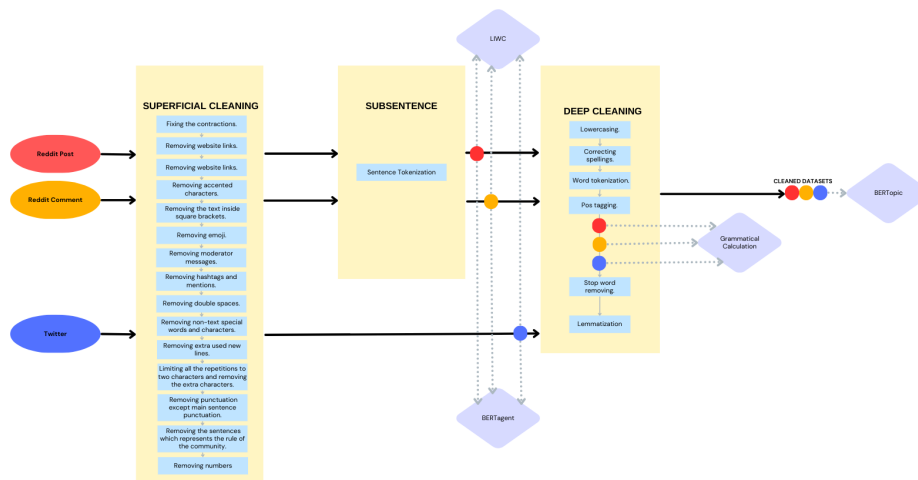 LIWC
SUPERFICIAL CLEANING
Fixing the contractions.
Removing website links.
Removing website links.
Removing accented
characters.
Removing the text inside
square brackets.
Removing emoji.
Removing moderator
messages.
Removing hashtags and
mentions.
Removing double spaces.
Removing non-text special
words and characters.
Removing extra used new
lines.
Limiting all the repetitions to
two characters and removing
the extra characters.
Removing punctuation
except main sentence
punctuation.
Removing the sentences
which represents the rule of
the community.
Removing numbers
Reddit Post
Reddit Comment
Twitter
SUBSENTENCE
Sentence Tokenization
DEEP CLEANING
Lowercasing.
Correcting
spellings.
Word tokenization.
Pos tagging.
Stop word
removing.
Lemmatization
CLEANED DATASETS
BERTopic
Grammatical
Calculation
BERTagent